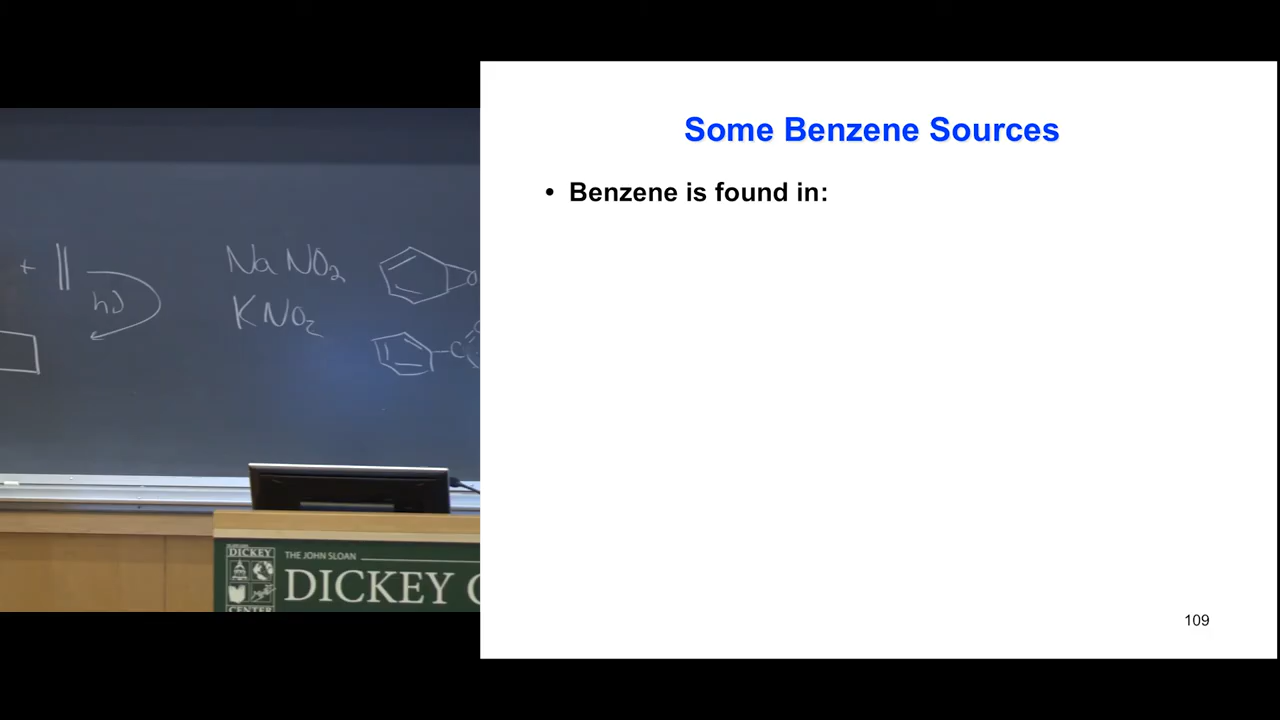 Some Benzene Sources
• Benzene is found in:
+
hν
NaNO2
KNO2
O
C
DICKEY
CENTER
THE JOHN SLOAN
DICKEY C
109